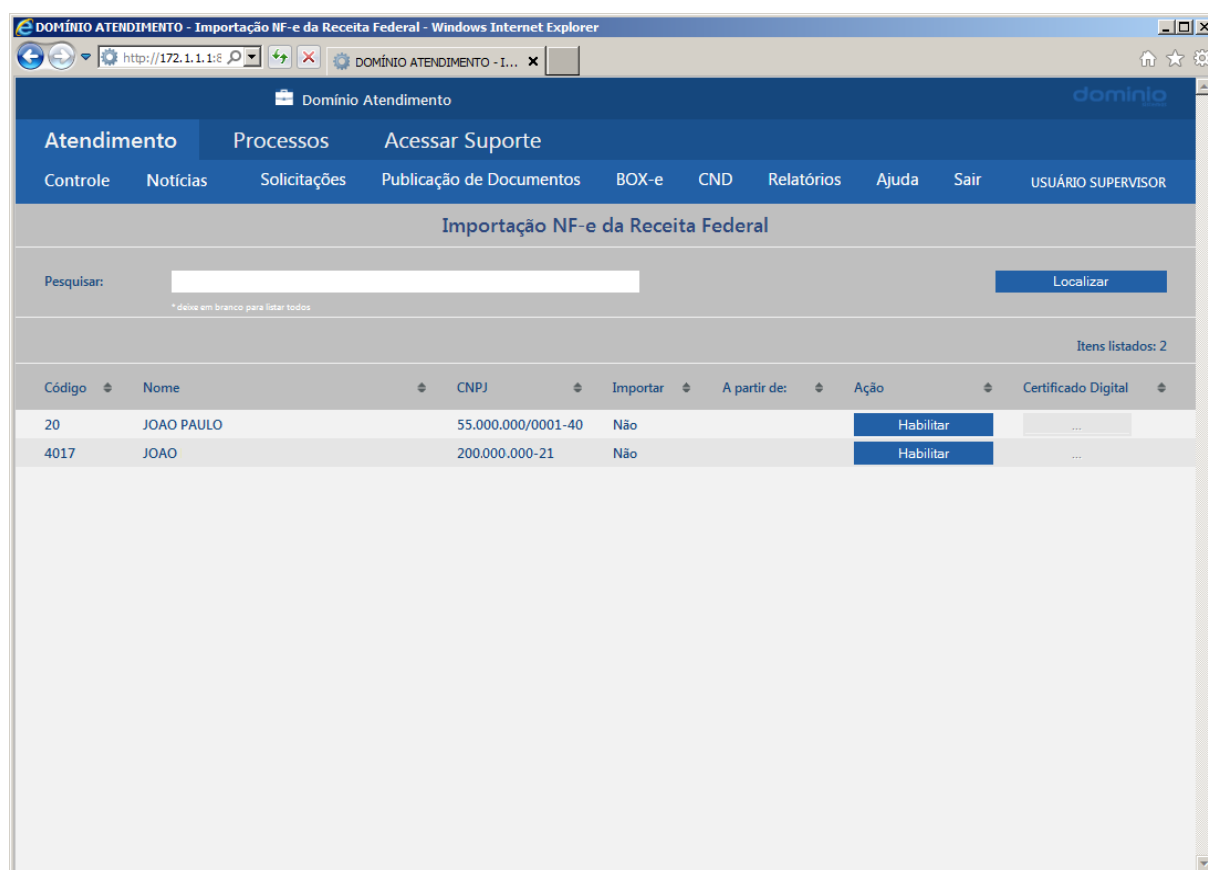 DOMÍNIO ATENDIMENTO - Importação NF-e da Receita Federal - Windows Internet Explorer
http://172.1.1.1:8 DOMÍNIO ATENDIMENTO - I...
Domínio Atendimento domínio
Atendimento Processos Acessar Suporte
Controle Notícias Solicitações Publicação de Documentos BOX-e CND Relatórios Ajuda Sair USUÁRIO SUPERVISOR
Importação NF-e da Receita Federal
Pesquisar: Localizar
* deixe em branco para listar todos
Itens listados: 2
Código Nome CNPJ Importar A partir de: Ação Certificado Digital
20 JOAO PAULO 55.000.000/0001-40 Não Habilitar ...
4017 JOAO 200.000.000-21 Não Habilitar ...